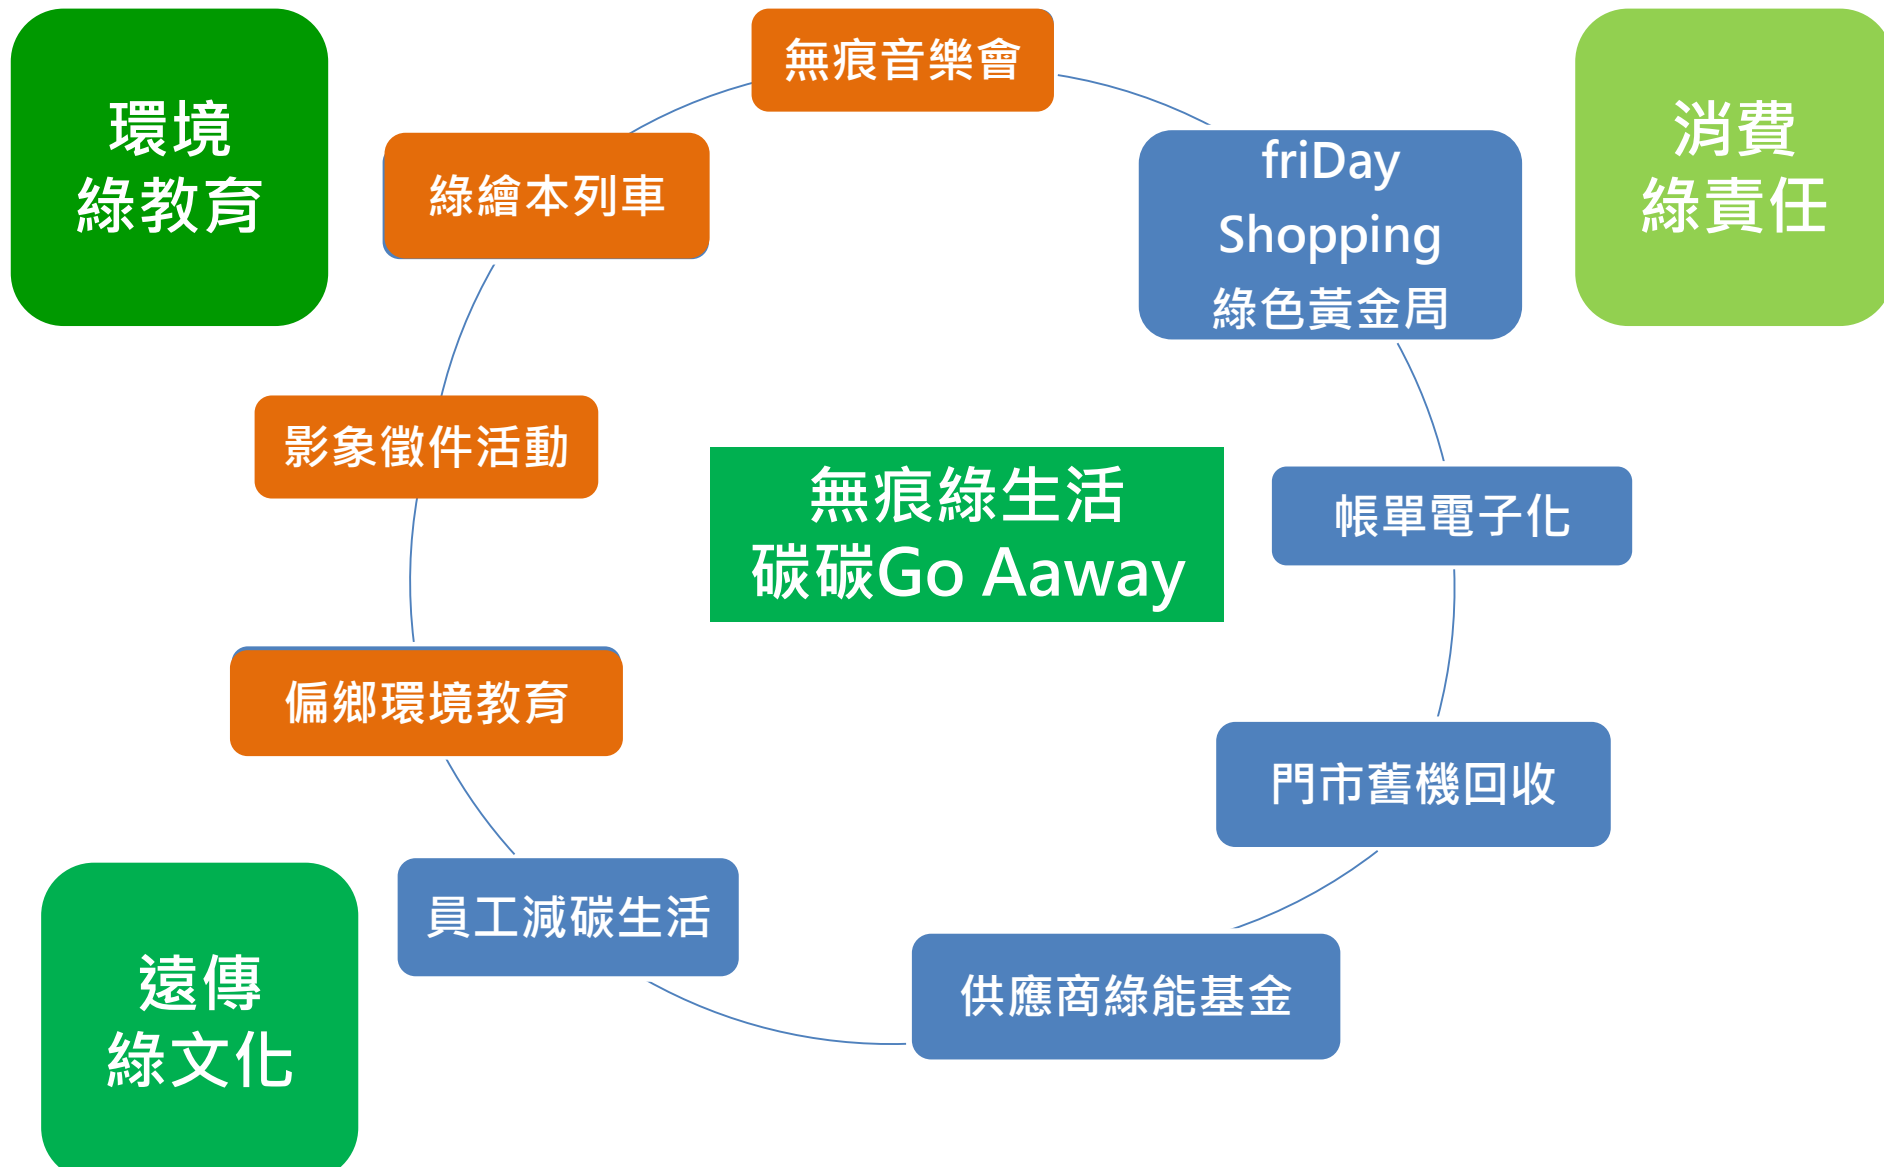 無痕音樂會
環境
綠教育
綠繪本列車
friDay
Shopping
綠色黃金周
消費
綠責任
影象徵件活動
無痕綠生活
碳碳Go Aaway
帳單電子化
偏鄉環境教育
門市舊機回收
員工減碳生活
供應商綠能基金
遠傳
綠文化